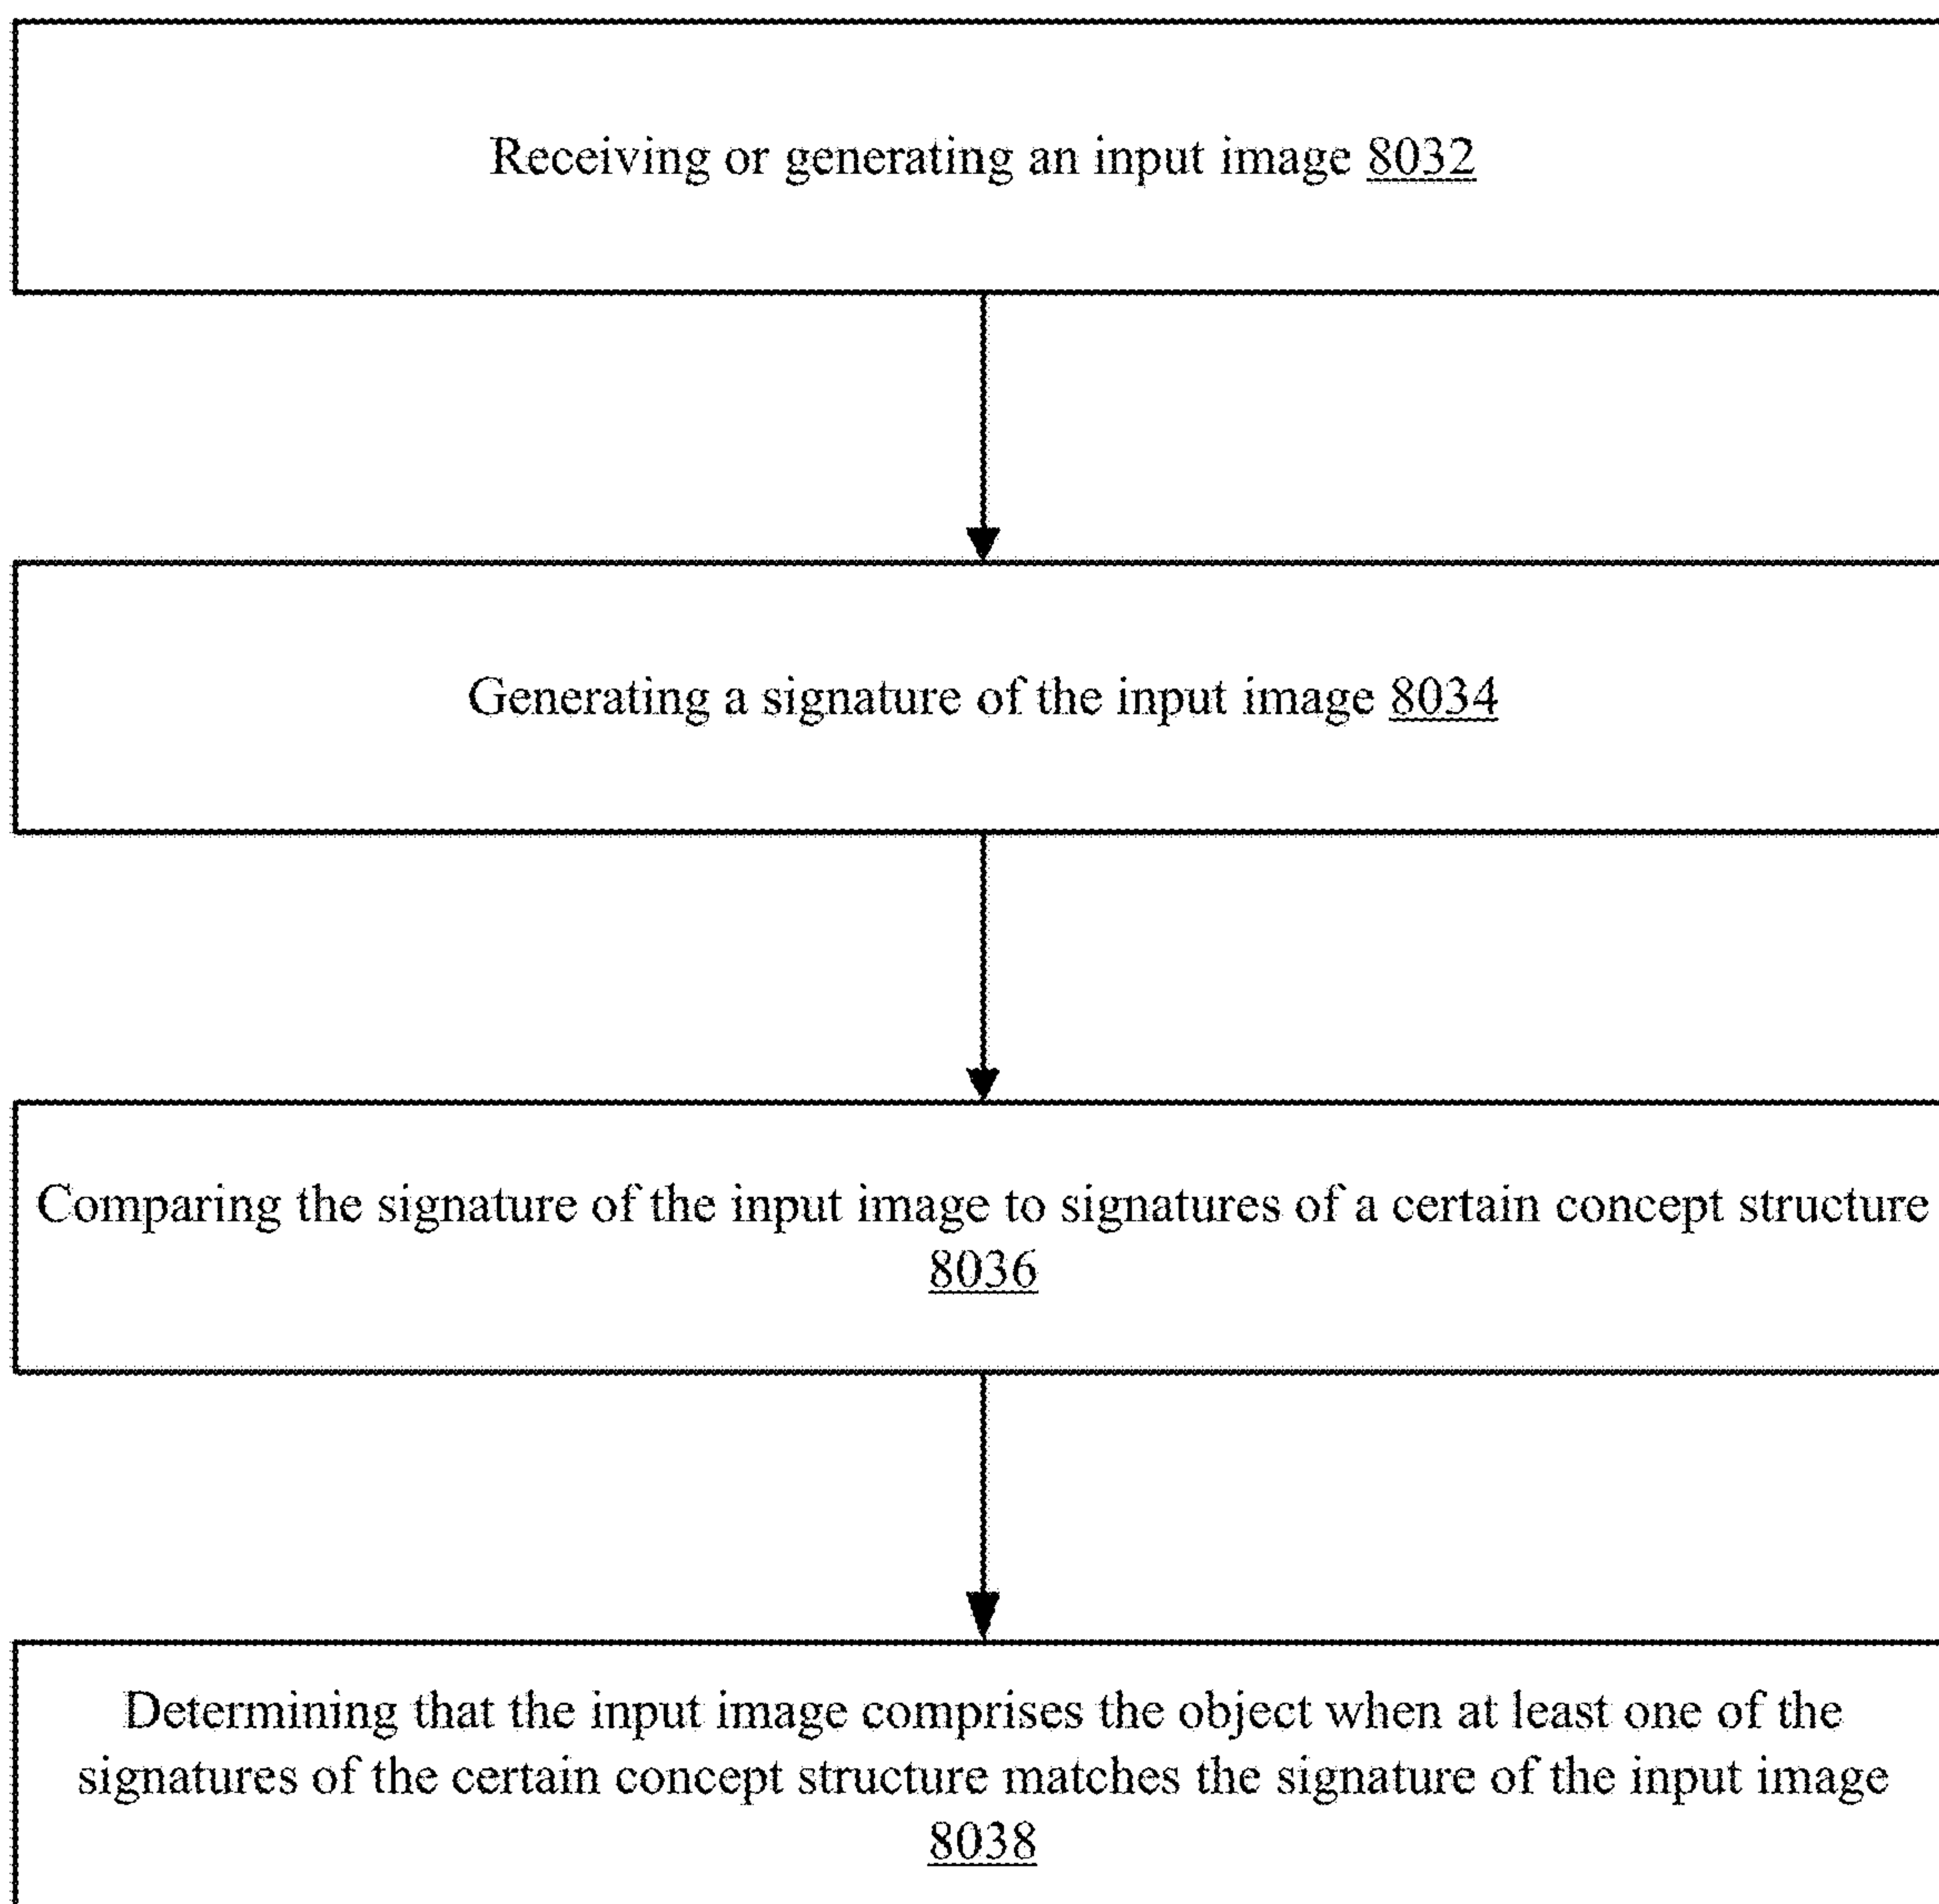 Receiving or generating an input image 8032
Generating a signature of the input image 8034
Comparing the signature of the input image to signatures of a certain concept structure
8036
Determining that the input image comprises the object when at least one of the
signatures of the certain concept structure matches the signature of the input image
8038